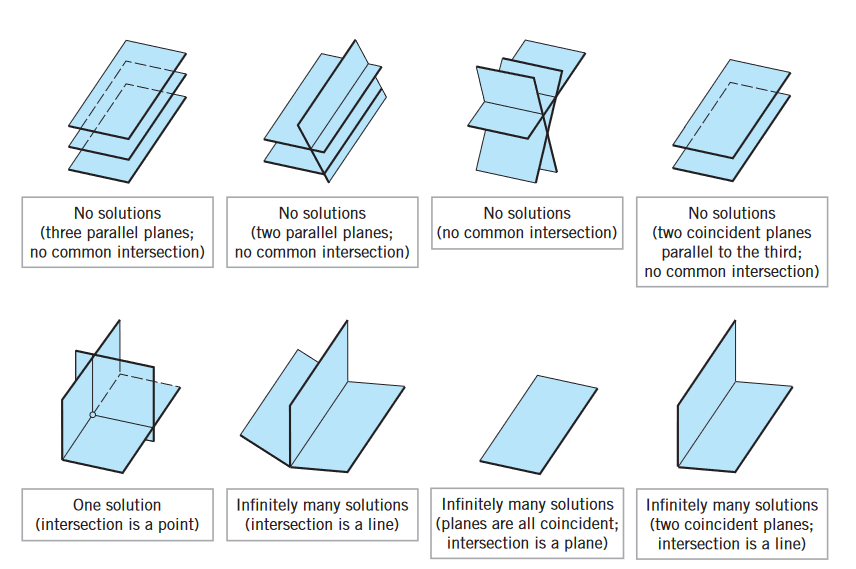 No solutions
(three parallel planes;
no common intersection)
No solutions
(two parallel planes;
no common intersection)
No solutions
(no common intersection)
No solutions
(two coincident planes
parallel to the third;
no common intersection)
One solution
(intersection is a point)
Infinitely many solutions
(intersection is a line)
Infinitely many solutions
(planes are all coincident;
intersection is a plane)
Infinitely many solutions
(two coincident planes;
intersection is a line)